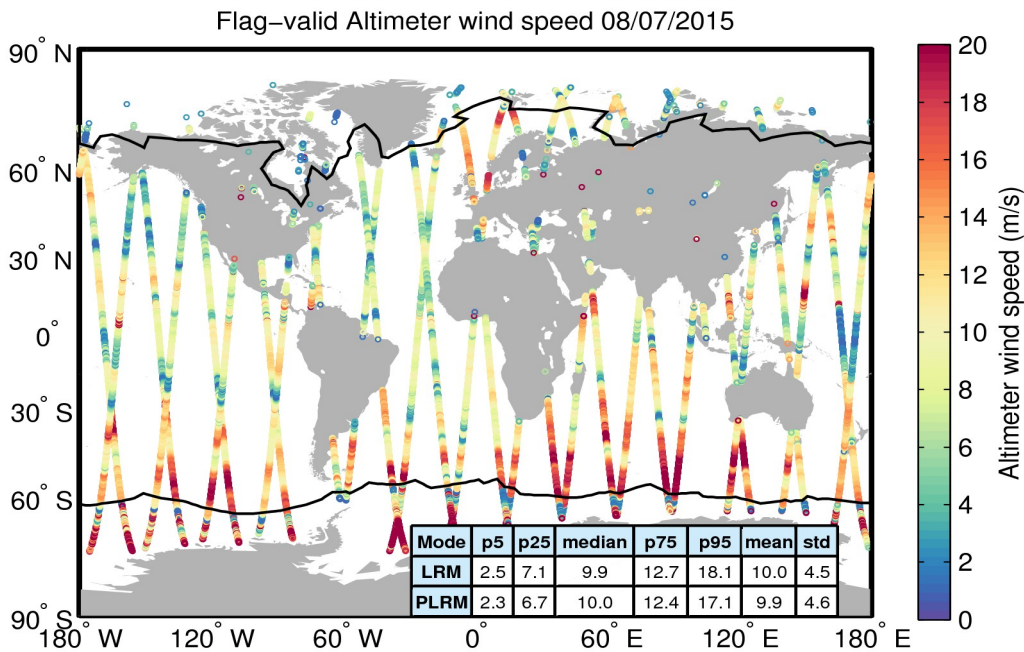 Flag−valid Altimeter wind speed 08/07/2015
90° N
60° N
30° N
0°
30° S
60° S
90° S
180° W
120° W
60° W
0°
60° E
120° E
180° E
Mode p5 p25 median p75 p95 mean std
LRM 2.5 7.1 9.9 12.7 18.1 10.0 4.5
PLRM 2.3 6.7 10.0 12.4 17.1 9.9 4.6
20
18
16
14
12
10
8
6
4
2
0
Altimeter wind speed (m/s)